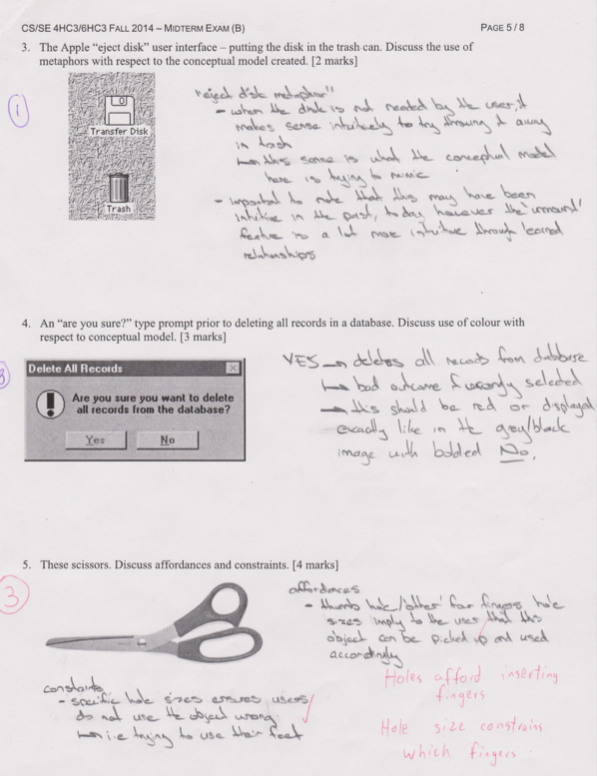 CS/SE 4HC3/6HC3 FALL 2014 – MIDTERM EXAM (B)
PAGE 5 / 8
3. The Apple “eject disk” user interface – putting the disk in the trash can. Discuss the use of
metaphors with respect to the conceptual model created. [2 marks]
1
Transfer Disk
Trash
"eject disk metaphor"
- when the disk is not needed by the user, it
makes sense intuitively to try throwing it away
in trash
this sense is what the conceptual model
here is trying to mimic
- important to note that this may have been
intuitive in the past, today however the 'unmount'
feature is a lot more intuitive through learned
relationships
4. An “are you sure?” type prompt prior to deleting all records in a database. Discuss use of colour with
respect to conceptual model. [3 marks]
3
Delete All Records
Are you sure you want to delete
all records from the database?
Yes
No
YES → deletes all records from database
→ bad outcome if wrongly selected
→ this should be red or displayed
exactly like in the grey/black
image with bolded No.
5. These scissors. Discuss affordances and constraints. [4 marks]
3
affordances
- thumb hole/'other' four fingers hole
sizes imply to the user that this
object can be picked up and used
accordingly
Holes afford inserting
fingers
Hole size constrains
which fingers
constraints
- specific hole sizes ensures users
do not use the object wrong
→ i.e trying to use their feet